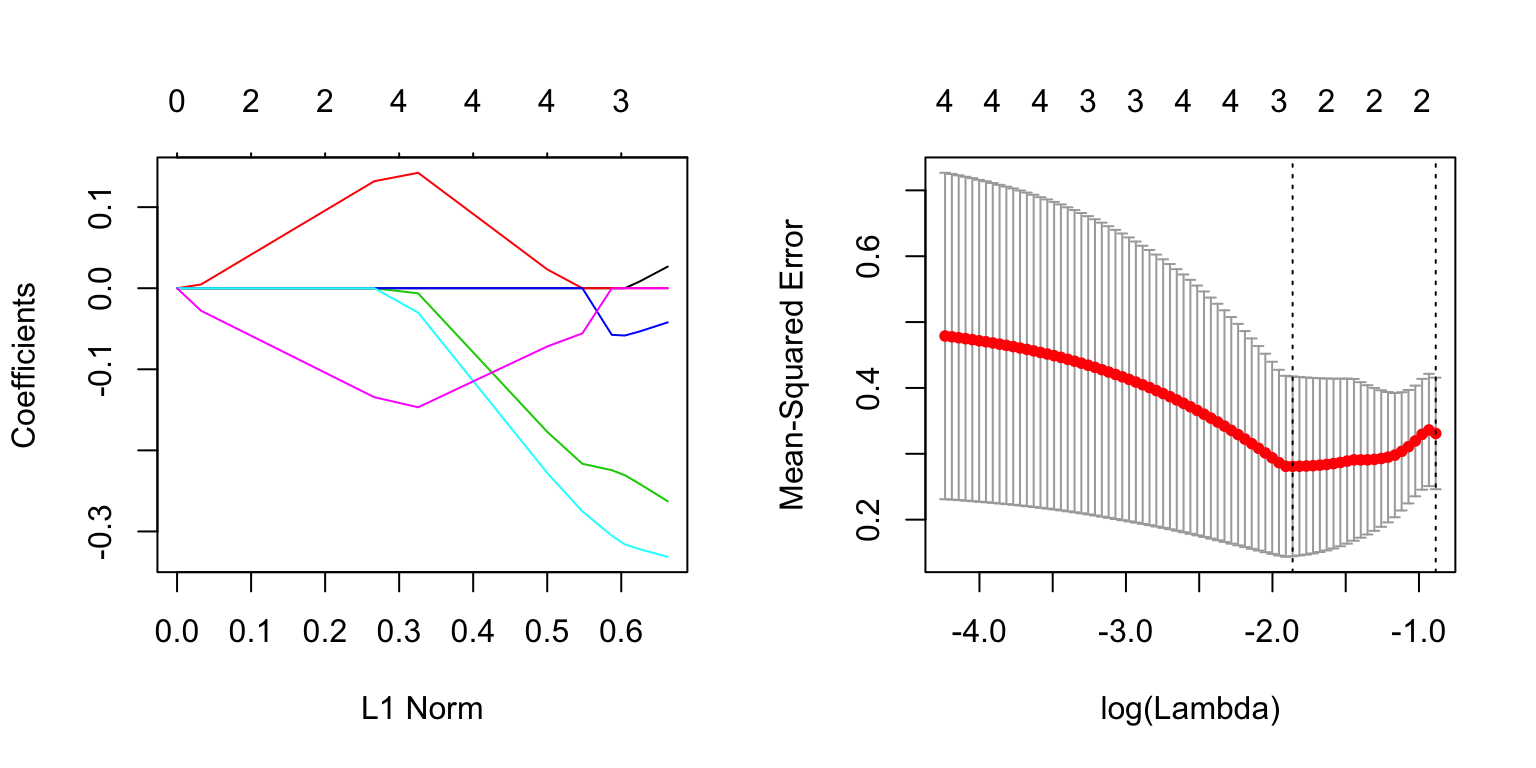 0 2 2 4 4 4 3
Coefficients
0.1
0.0
-0.1
-0.3
0.0 0.1 0.2 0.3 0.4 0.5 0.6
L1 Norm
4 4 4 3 3 4 4 3 2 2 2
Mean-Squared Error
0.6
0.4
0.2
-4.0 -3.0 -2.0 -1.0
log(Lambda)